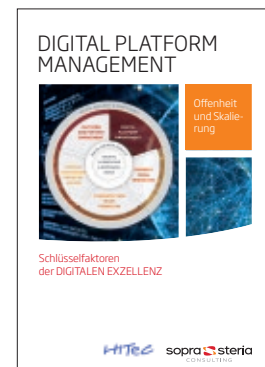 DIGITAL PLATFORM
MANAGEMENT
Offenheit
und Skalie-
rung
Schlüsselfaktoren
der DIGITALEN EXZELLENZ
HITeC
sopra steria
CONSULTING